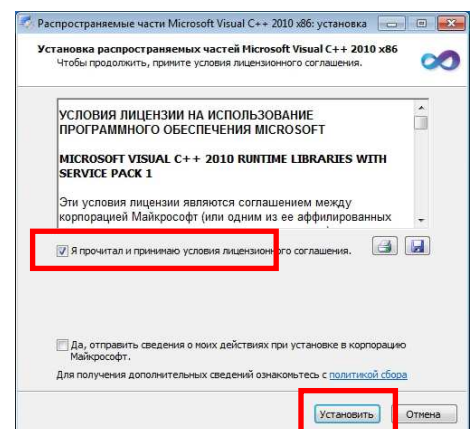 Распространяемые части Microsoft Visual C++ 2010 x86: установка
Установка распространяемых частей Microsoft Visual C++ 2010 x86
Чтобы продолжить, примите условия лицензионного соглашения.
УСЛОВИЯ ЛИЦЕНЗИИ НА ИСПОЛЬЗОВАНИЕ
ПРОГРАММНОГО ОБЕСПЕЧЕНИЯ MICROSOFT
MICROSOFT VISUAL C++ 2010 RUNTIME LIBRARIES WITH
SERVICE PACK 1
Эти условия лицензии являются соглашением между
корпорацией Майкрософт (или одним из ее аффилированных
Я прочитал и принимаю условия лицензионного соглашения.
Да, отправить сведения о моих действиях при установке в корпорацию
Майкрософт.
Для получения дополнительных сведений ознакомьтесь с политикой сбора
Установить Отмена